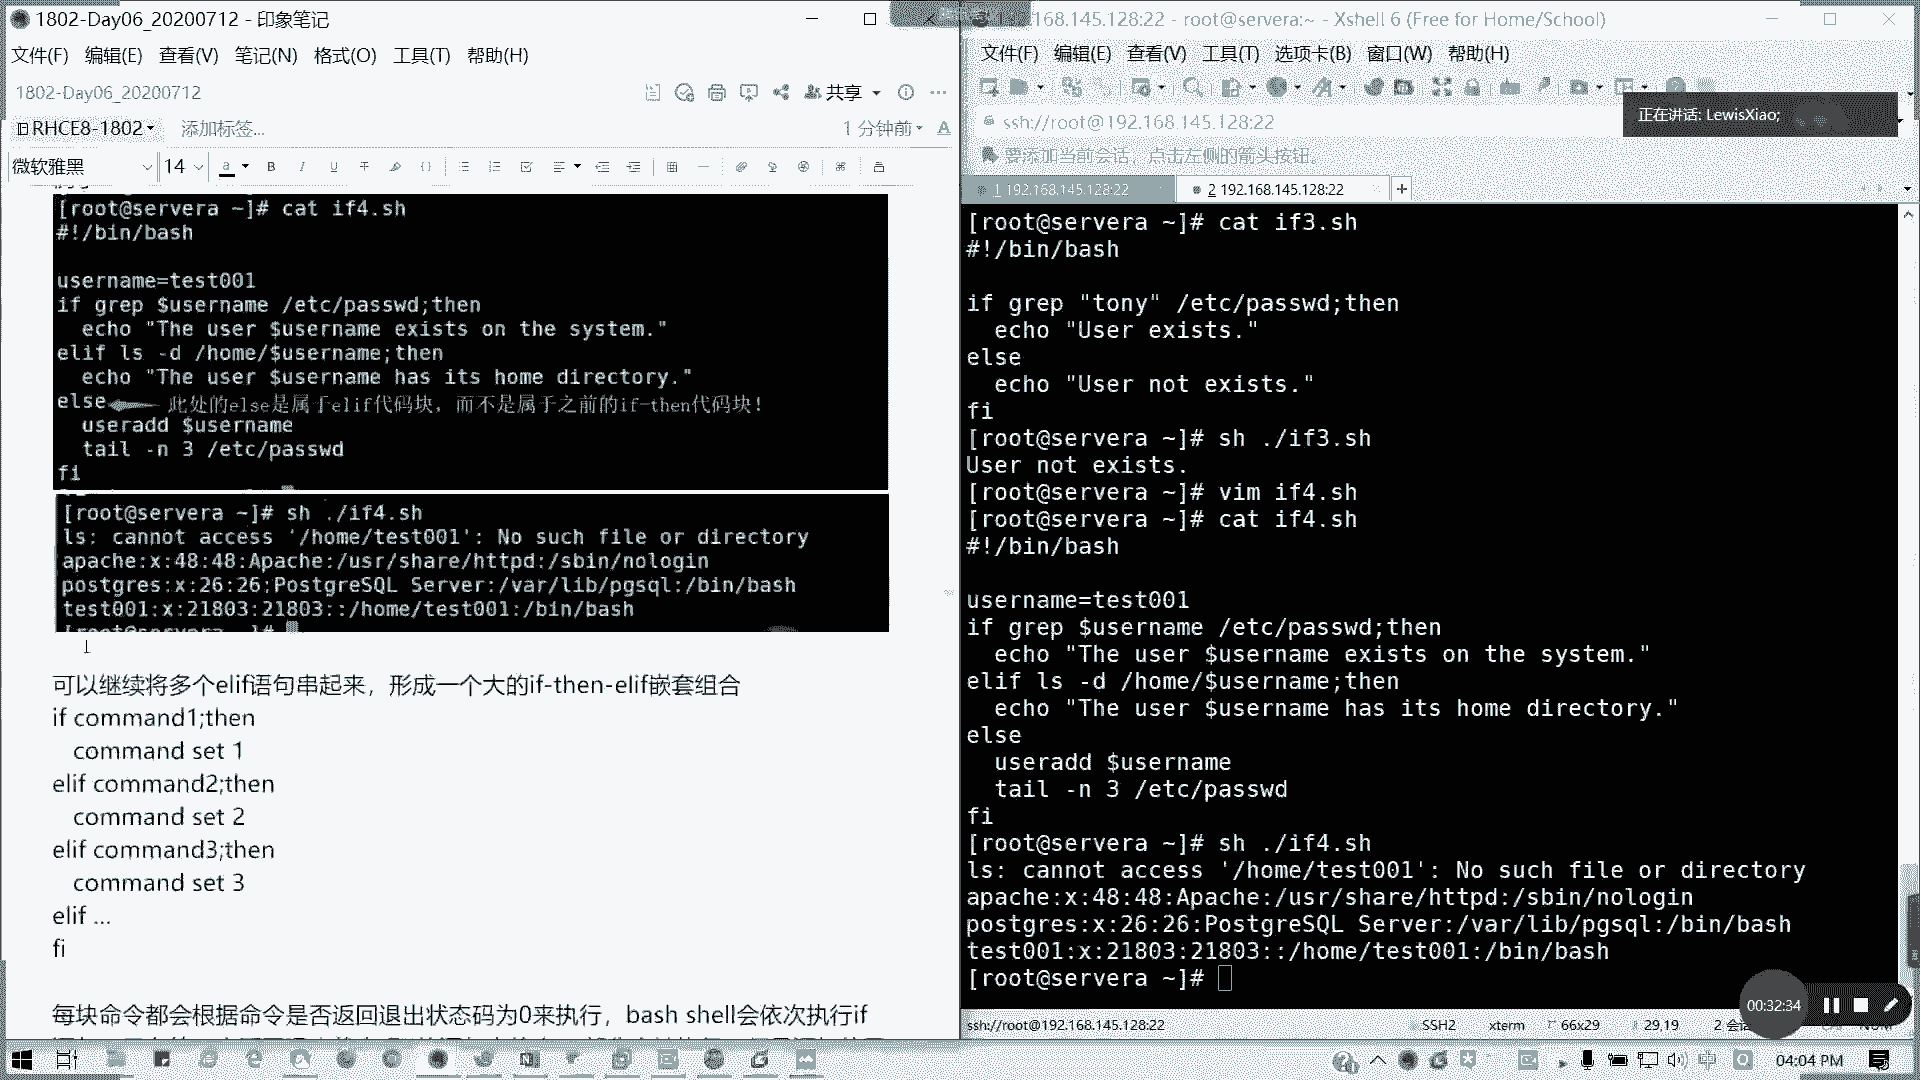 1802-Day06_20200712 - 印象笔记
文件(F) 编辑(E) 查看(V) 笔记(N) 格式(O) 工具(T) 帮助(H)
1802-Day06_20200712
共享
RHCE8-1802 添加标签...
1 分钟前
微软雅黑 14
[root@servera ~]# cat if4.sh
#!/bin/bash
username=test001
if grep $username /etc/passwd;then
echo "The user $username exists on the system."
elif ls -d /home/$username;then
echo "The user $username has its home directory."
else 此处的else是属于elif代码块，而不是属于之前的if-then代码块！
useradd $username
tail -n 3 /etc/passwd
fi
[root@servera ~]# sh ./if4.sh
ls: cannot access '/home/test001': No such file or directory
apache:x:48:48:Apache:/usr/share/httpd:/sbin/nologin
postgres:x:26:26:PostgreSQL Server:/var/lib/pgsql:/bin/bash
test001:x:21803:21803::/home/test001:/bin/bash
可以继续将多个elif语句串起来，形成一个大的if-then-elif嵌套组合
if command1;then
command set 1
elif command2;then
command set 2
elif command3;then
command set 3
elif ...
fi
每块命令都会根据命令是否返回退出状态码为0来执行，bash shell会依次执行if
168.145.128:22 - root@servera:~ - Xshell 6 (Free for Home/School)
文件(F) 编辑(E) 查看(V) 工具(T) 选项卡(B) 窗口(W) 帮助(H)
正在讲话: LewisXiao;
ssh://root@192.168.145.128:22
要添加当前会话，点击左侧的箭头按钮。
1 192.168.145.128:22
2 192.168.145.128:22
[root@servera ~]# cat if3.sh
#!/bin/bash
if grep "tony" /etc/passwd;then
echo "User exists."
else
echo "User not exists."
fi
[root@servera ~]# sh ./if3.sh
User not exists.
[root@servera ~]# vim if4.sh
[root@servera ~]# cat if4.sh
#!/bin/bash
username=test001
if grep $username /etc/passwd;then
echo "The user $username exists on the system."
elif ls -d /home/$username;then
echo "The user $username has its home directory."
else
useradd $username
tail -n 3 /etc/passwd
fi
[root@servera ~]# sh ./if4.sh
ls: cannot access '/home/test001': No such file or directory
apache:x:48:48:Apache:/usr/share/httpd:/sbin/nologin
postgres:x:26:26:PostgreSQL Server:/var/lib/pgsql:/bin/bash
test001:x:21803:21803::/home/test001:/bin/bash
[root@servera ~]#
00:32:34
ssh://root@192.168.145.128:22 SSH2 xterm 66x29 29,19
04:04 PM